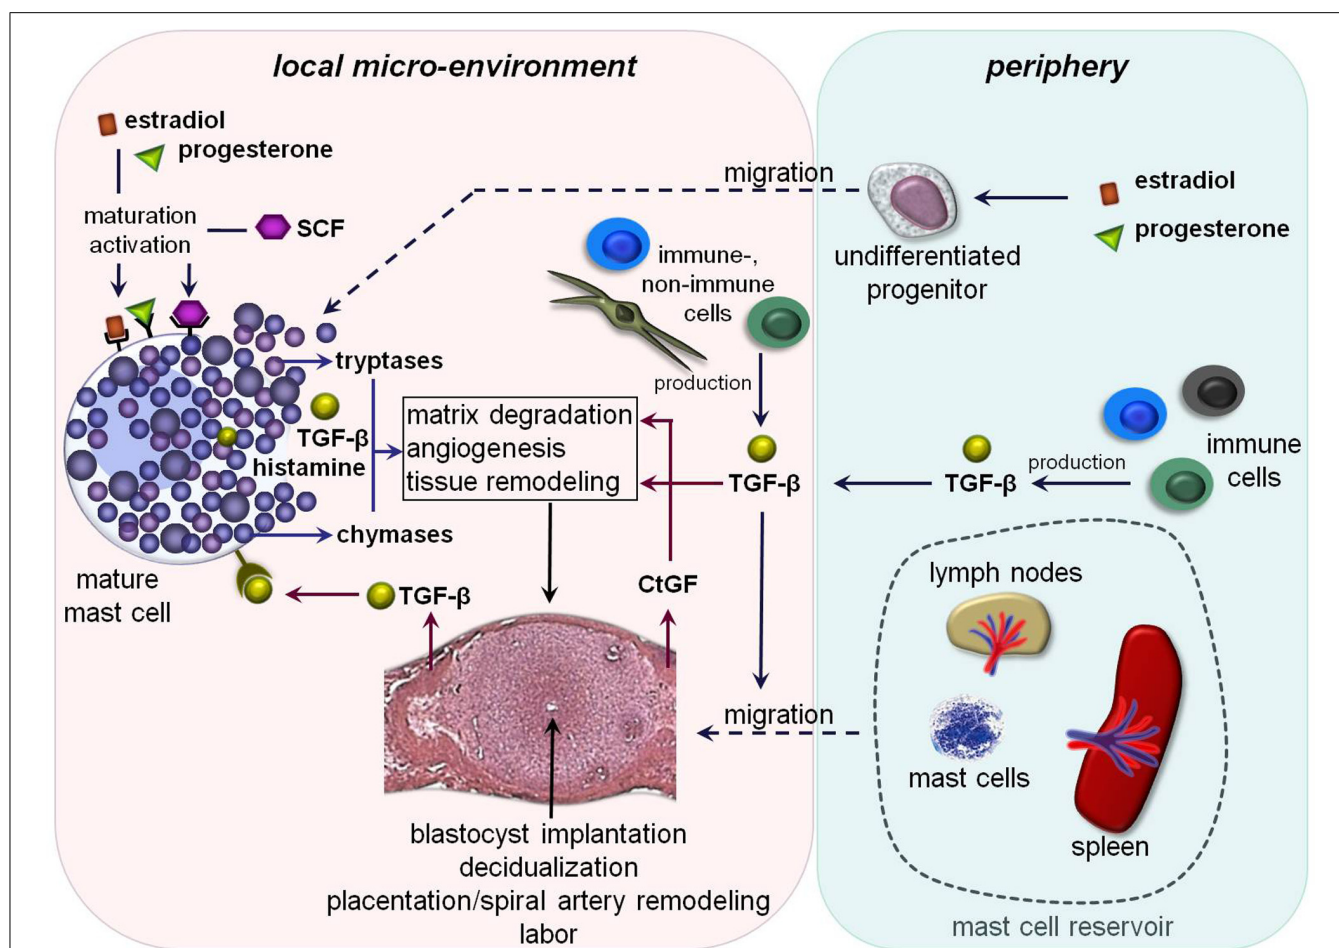 local micro-environment
periphery
estradiol
progesterone
maturation
activation
SCF
migration
undifferentiated
progenitor
estradiol
progesterone
immune-,
non-immune
cells
production
tryptases
TGF-β
histamine
chymases
matrix degradation
angiogenesis
tissue remodeling
TGF-β
TGF-β
production
immune
cells
mature
mast cell
TGF-β
CtGF
migration
lymph nodes
mast cells
spleen
mast cell reservoir
blastocyst implantation
decidualization
placentation/spiral artery remodeling
labor